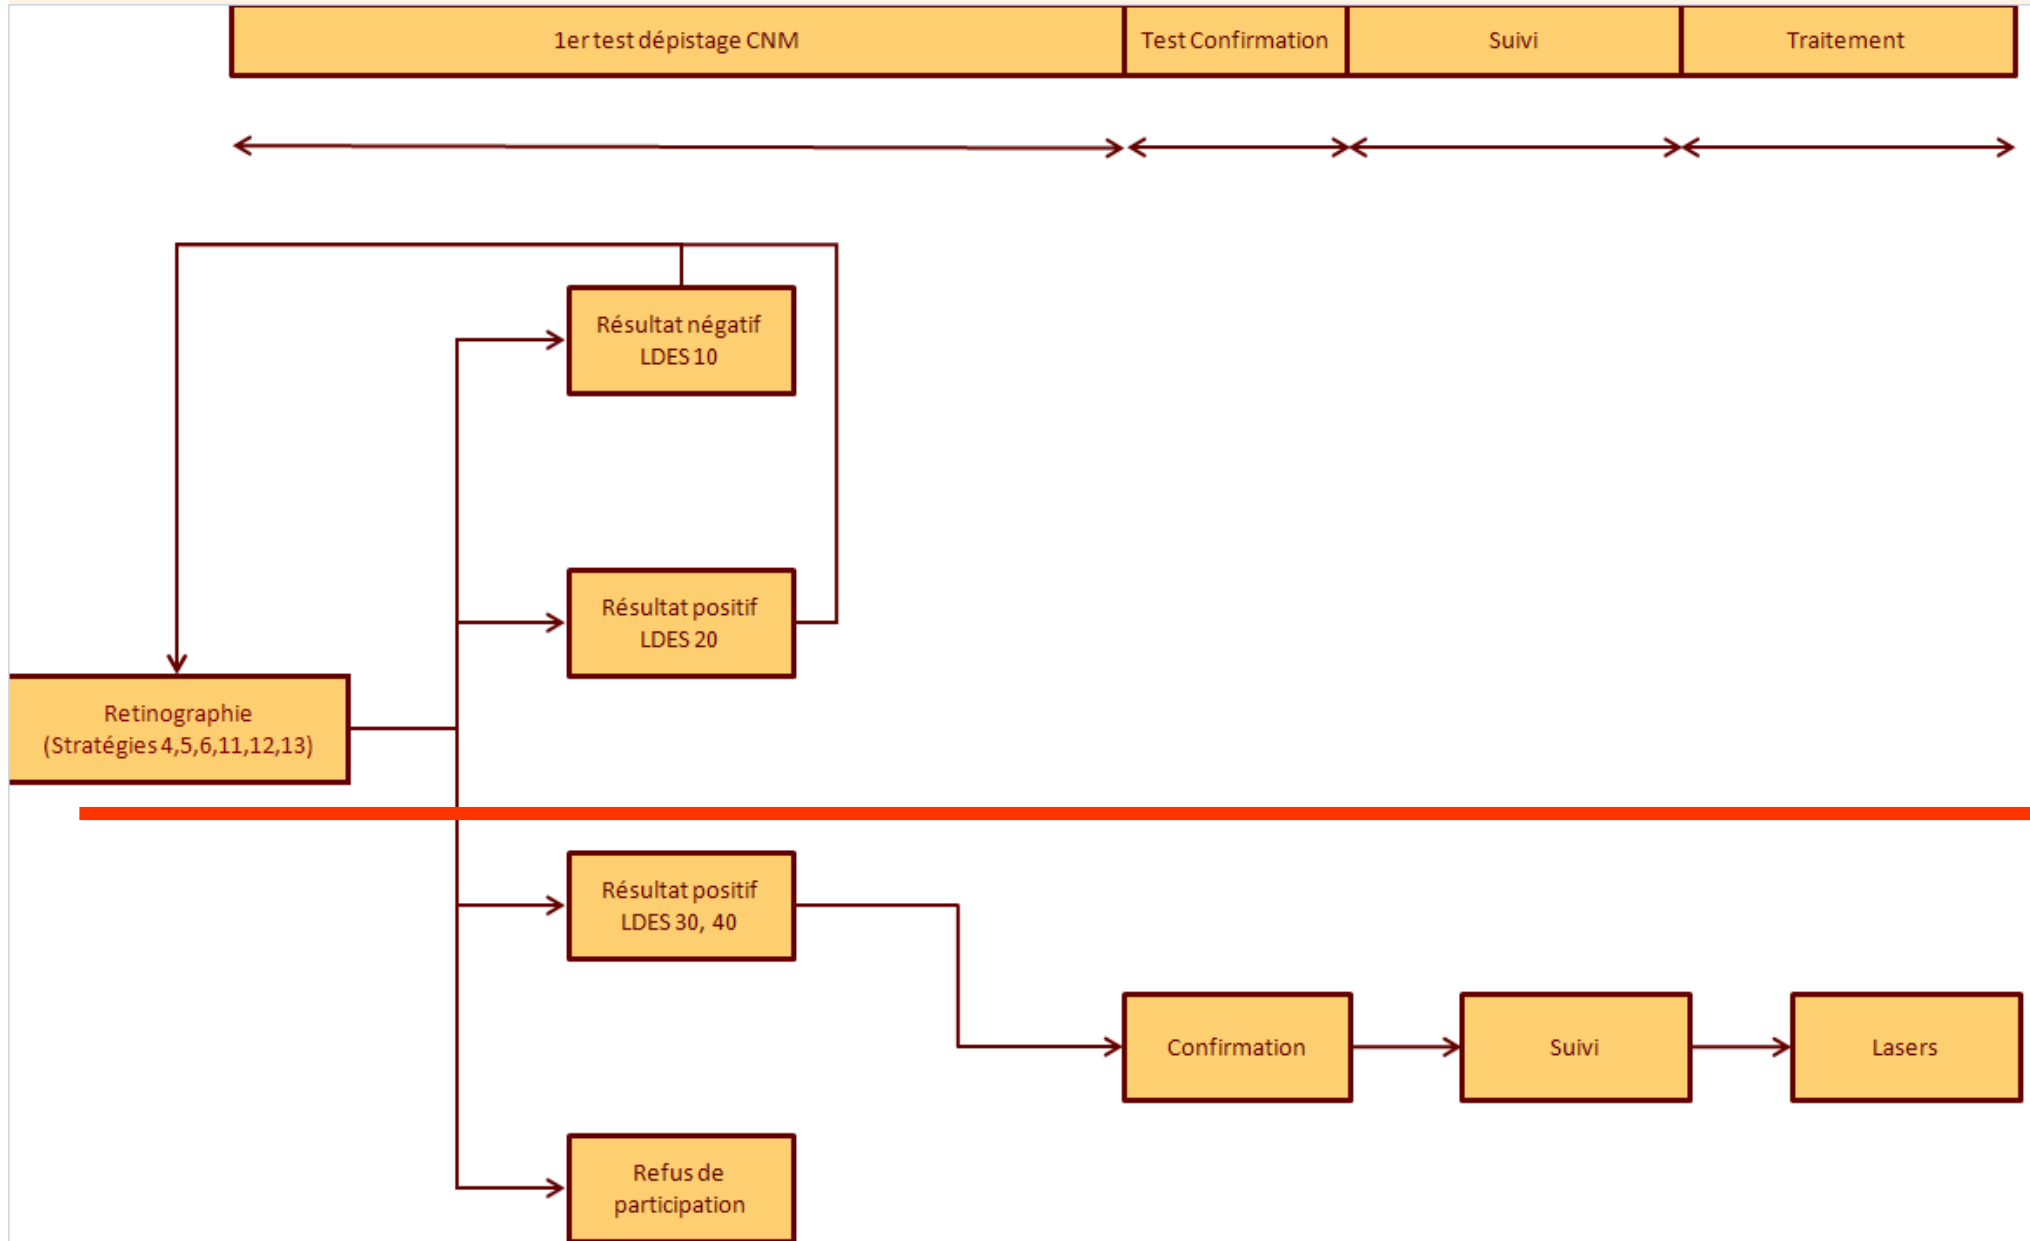 1er test dépistage CNM
Test Confirmation
Suivi
Traitement
Résultat négatif
LDES 10
Résultat positif
LDES 20
Retinographie
(Stratégies 4,5,6,11,12,13)
Résultat positif
LDES 30, 40
Confirmation
Suivi
Lasers
Refus de
participation